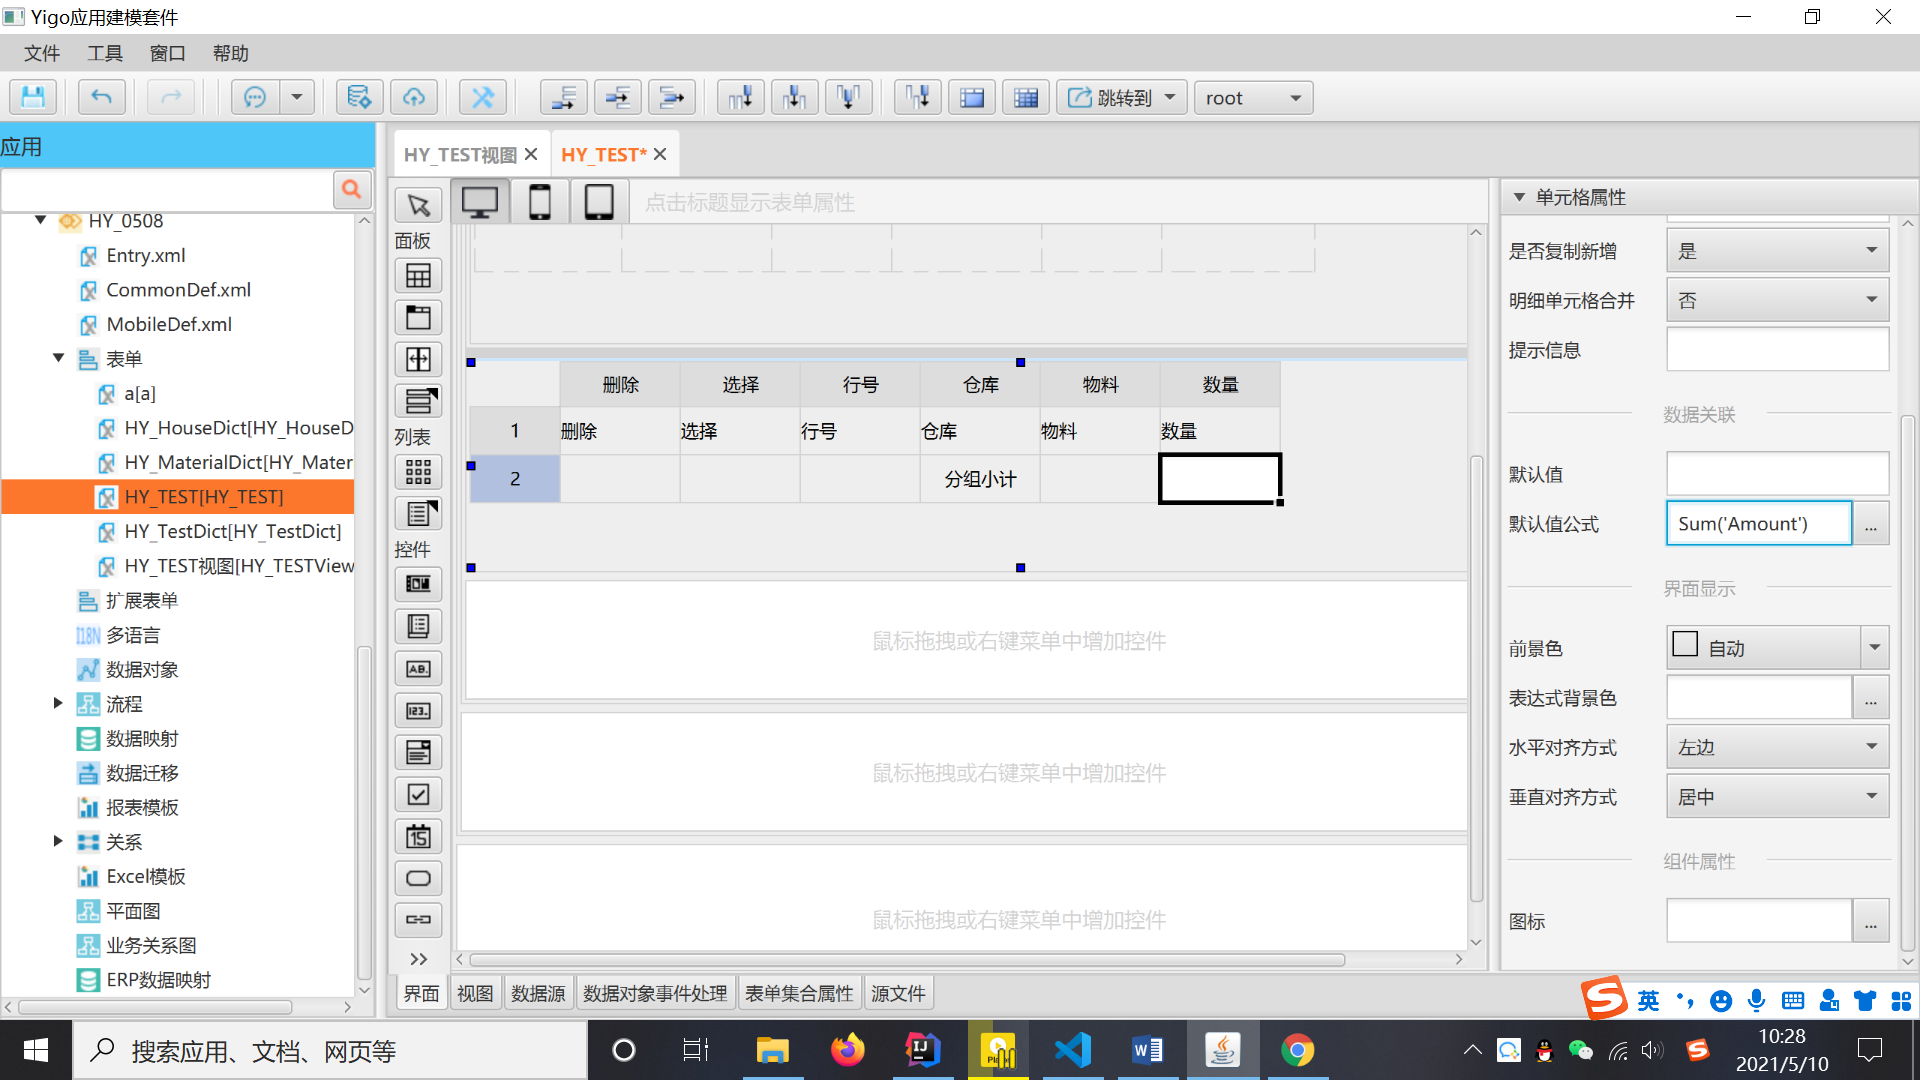 Yigo应用建模套件
文件 工具 窗口 帮助
跳转到 root
应用
HY_0508
Entry.xml
CommonDef.xml
MobileDef.xml
表单
a[a]
HY_HouseDict[HY_HouseD
HY_MaterialDict[HY_Mater
HY_TEST[HY_TEST]
HY_TestDict[HY_TestDict]
HY_TEST视图[HY_TESTView
扩展表单
I18N 多语言
数据对象
流程
数据映射
数据迁移
报表模板
关系
Excel模板
平面图
业务关系图
ERP数据映射
HY_TEST视图 HY_TEST*
点击标题显示表单属性
面板
列表
控件
AB.
123.
15
删除 选择 行号 仓库 物料 数量
1 删除 选择 行号 仓库 物料 数量
2 分组小计
鼠标拖拽或右键菜单中增加控件
鼠标拖拽或右键菜单中增加控件
鼠标拖拽或右键菜单中增加控件
界面 视图 数据源 数据对象事件处理 表单集合属性 源文件
单元格属性
是否复制新增 是
明细单元格合并 否
提示信息
数据关联
默认值
默认值公式 Sum('Amount') ...
界面显示
前景色 自动
表达式背景色 ...
水平对齐方式 左边
垂直对齐方式 居中
组件属性
图标 ...
英
搜索应用、文档、网页等
10:28
2021/5/10